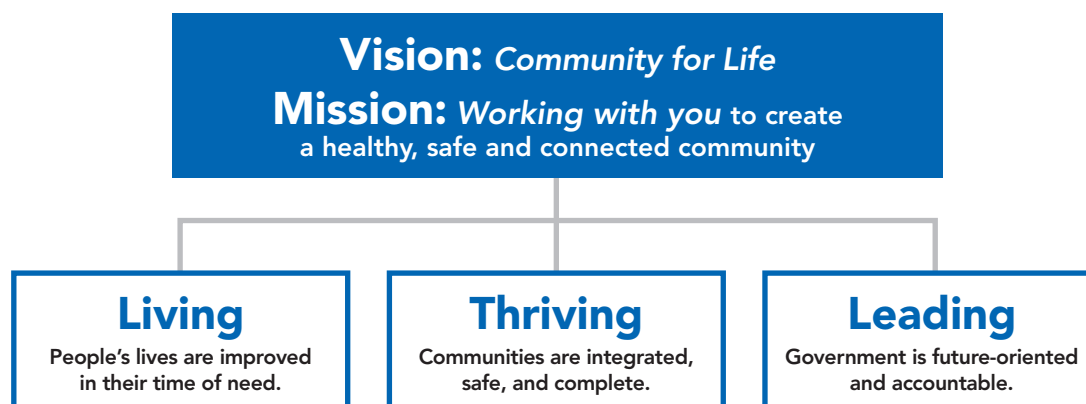 Vision: Community for Life
Mission: Working with you to create
a healthy, safe and connected community
Living
People’s lives are improved
in their time of need.
Thriving
Communities are integrated,
safe, and complete.
Leading
Government is future-oriented
and accountable.